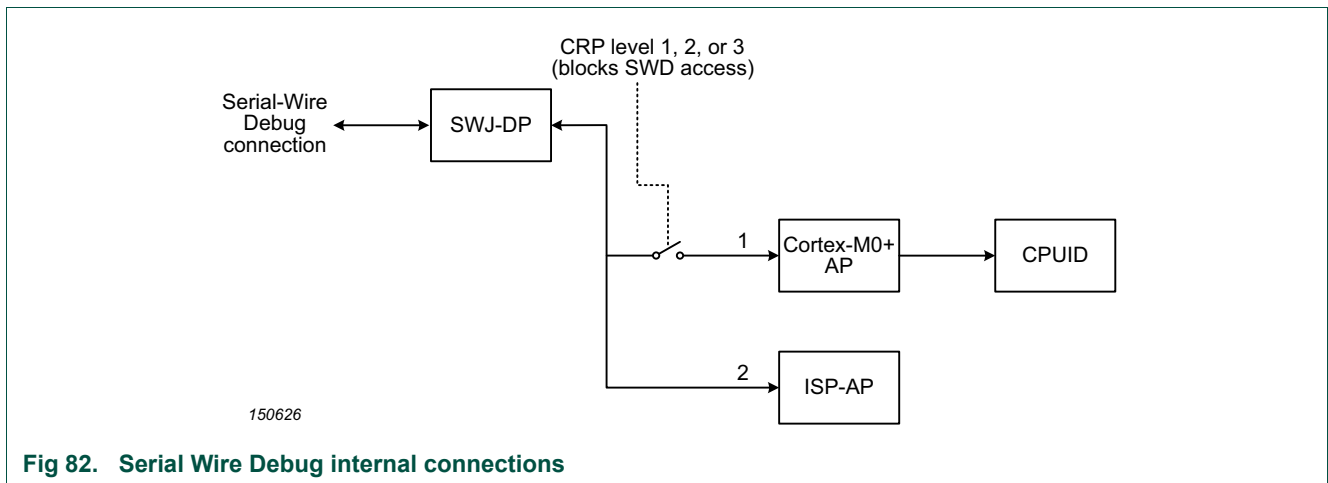 CRP level 1, 2, or 3
(blocks SWD access)
Serial-Wire
Debug
connection
SWJ-DP
1
Cortex-M0+
AP
CPUID
2
ISP-AP
150626
Fig 82. Serial Wire Debug internal connections